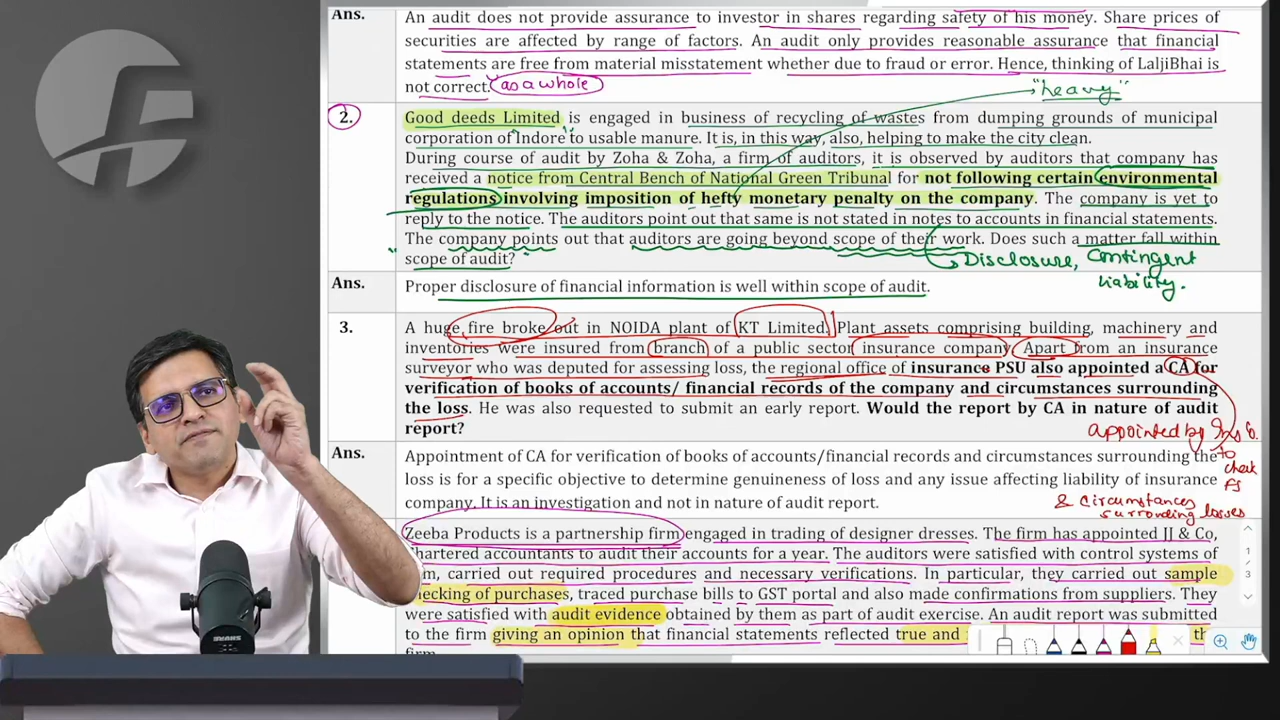 Ans.
An audit does not provide assurance to investor in shares regarding safety of his money. Share prices of
securities are affected by range of factors. An audit only provides reasonable assurance that financial
statements are free from material misstatement whether due to fraud or error. Hence, thinking of LaljiBhai is
not correct. as a whole
"heavy"
2.
Good deeds Limited is engaged in business of recycling of wastes from dumping grounds of municipal
corporation of Indore to usable manure. It is, in this way, also, helping to make the city clean.
During course of audit by Zoha & Zoha, a firm of auditors, it is observed by auditors that company has
received a notice from Central Bench of National Green Tribunal for not following certain environmental
regulations involving imposition of hefty monetary penalty on the company. The company is yet to
reply to the notice. The auditors point out that same is not stated in notes to accounts in financial statements.
The company points out that auditors are going beyond scope of their work. Does such a matter fall within
scope of audit?
Disclosure, Contingent
liability.
Ans.
Proper disclosure of financial information is well within scope of audit.
3.
A huge fire broke out in NOIDA plant of KT Limited. Plant assets comprising building, machinery and
inventories were insured from branch of a public sector insurance company. Apart from an insurance
surveyor who was deputed for assessing loss, the regional office of insurance PSU also appointed a CA for
verification of books of accounts/ financial records of the company and circumstances surrounding
the loss. He was also requested to submit an early report. Would the report by CA in nature of audit
report?
appointed by Ins Co.
to
check
FS
& circumstances
surrounding losses
Ans.
Appointment of CA for verification of books of accounts/financial records and circumstances surrounding the
loss is for a specific objective to determine genuineness of loss and any issue affecting liability of insurance
company. It is an investigation and not in nature of audit report.
Zeeba Products is a partnership firm engaged in trading of designer dresses. The firm has appointed JJ & Co,
chartered accountants to audit their accounts for a year. The auditors were satisfied with control systems of
carried out required procedures and necessary verifications. In particular, they carried out sample
checking of purchases, traced purchase bills to GST portal and also made confirmations from suppliers. They
were satisfied with audit evidence obtained by them as part of audit exercise. An audit report was submitted
to the firm giving an opinion that financial statements reflected true and
firm
1
3
SHURE